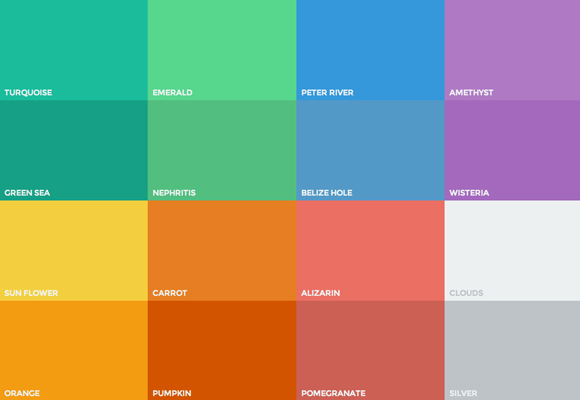 TURQUOISE
EMERALD
PETER RIVER
AMETHYST
GREEN SEA
NEPHRITIS
BELIZE HOLE
WISTERIA
SUN FLOWER
CARROT
ALIZARIN
CLOUDS
ORANGE
PUMPKIN
POMEGRANATE
SILVER